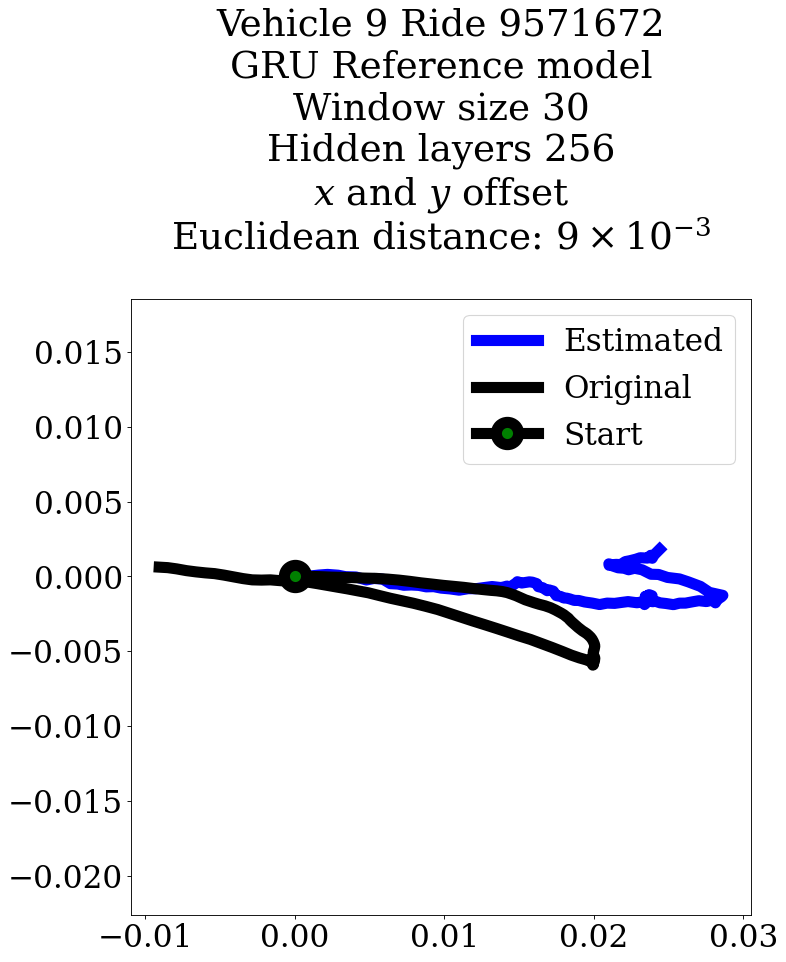 Vehicle 9 Ride 9571672
GRU Reference model
Window size 30
Hidden layers 256
x and y offset
Euclidean distance: 9 × 10⁻³
Estimated
Original
Start
0.015
0.010
0.005
0.000
−0.005
−0.010
−0.015
−0.020
−0.01 0.00 0.01 0.02 0.03